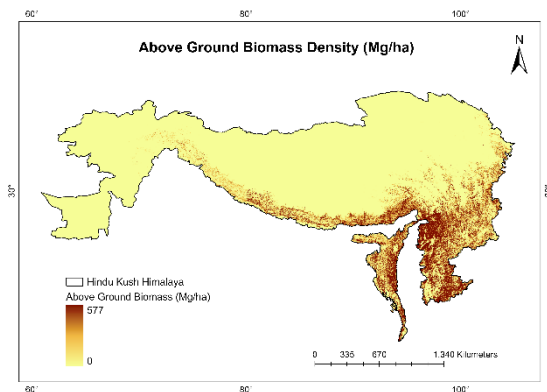 60° 80° 100°
Above Ground Biomass Density (Mg/ha)
N
30°
Hindu Kush Himalaya
Above Ground Biomass (Mg/ha)
577
0
0 335 670 1.340 Kilometers
60° 80° 100°